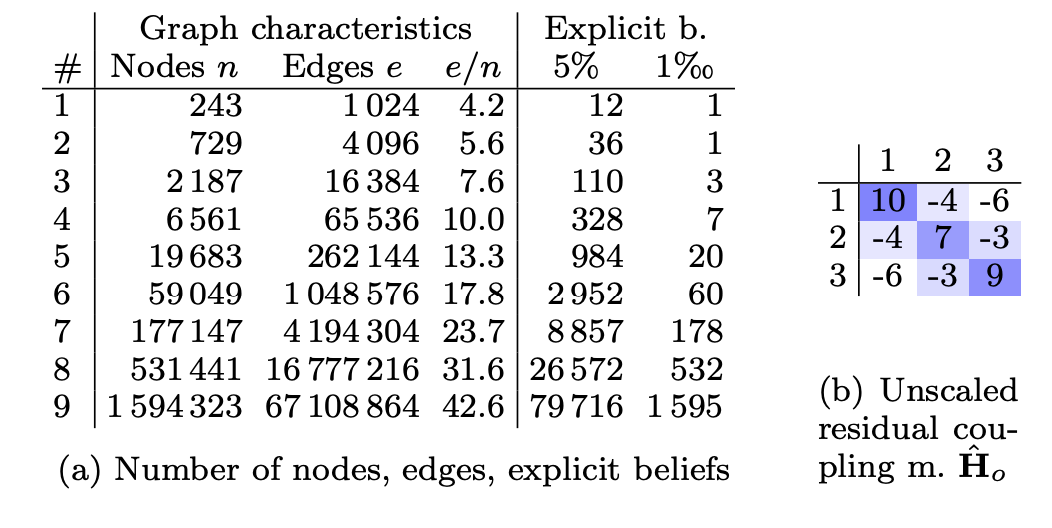 Graph characteristics Explicit b.
# Nodes n Edges e e/n 5% 1‰
1 243 1 024 4.2 12 1
2 729 4 096 5.6 36 1
3 2 187 16 384 7.6 110 3
4 6 561 65 536 10.0 328 7
5 19 683 262 144 13.3 984 20
6 59 049 1 048 576 17.8 2 952 60
7 177 147 4 194 304 23.7 8 857 178
8 531 441 16 777 216 31.6 26 572 532
9 1 594 323 67 108 864 42.6 79 716 1 595
(a) Number of nodes, edges, explicit beliefs
1 2 3
1 10 -4 -6
2 -4 7 -3
3 -6 -3 9
(b) Unscaled
residual cou-
pling m. Ĥₒ